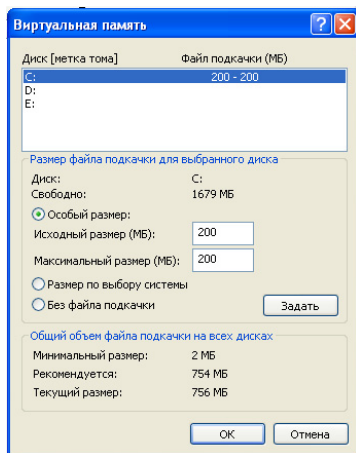 Виртуальная память
Диск [метка тома] Файл подкачки (МБ)
C: 200 - 200
D:
E:
Размер файла подкачки для выбранного диска
Диск: C:
Свободно: 1679 МБ
Особый размер:
Исходный размер (МБ): 200
Максимальный размер (МБ): 200
Размер по выбору системы
Без файла подкачки Задать
Общий объем файла подкачки на всех дисках
Минимальный размер: 2 МБ
Рекомендуется: 754 МБ
Текущий размер: 756 МБ
ОК Отмена